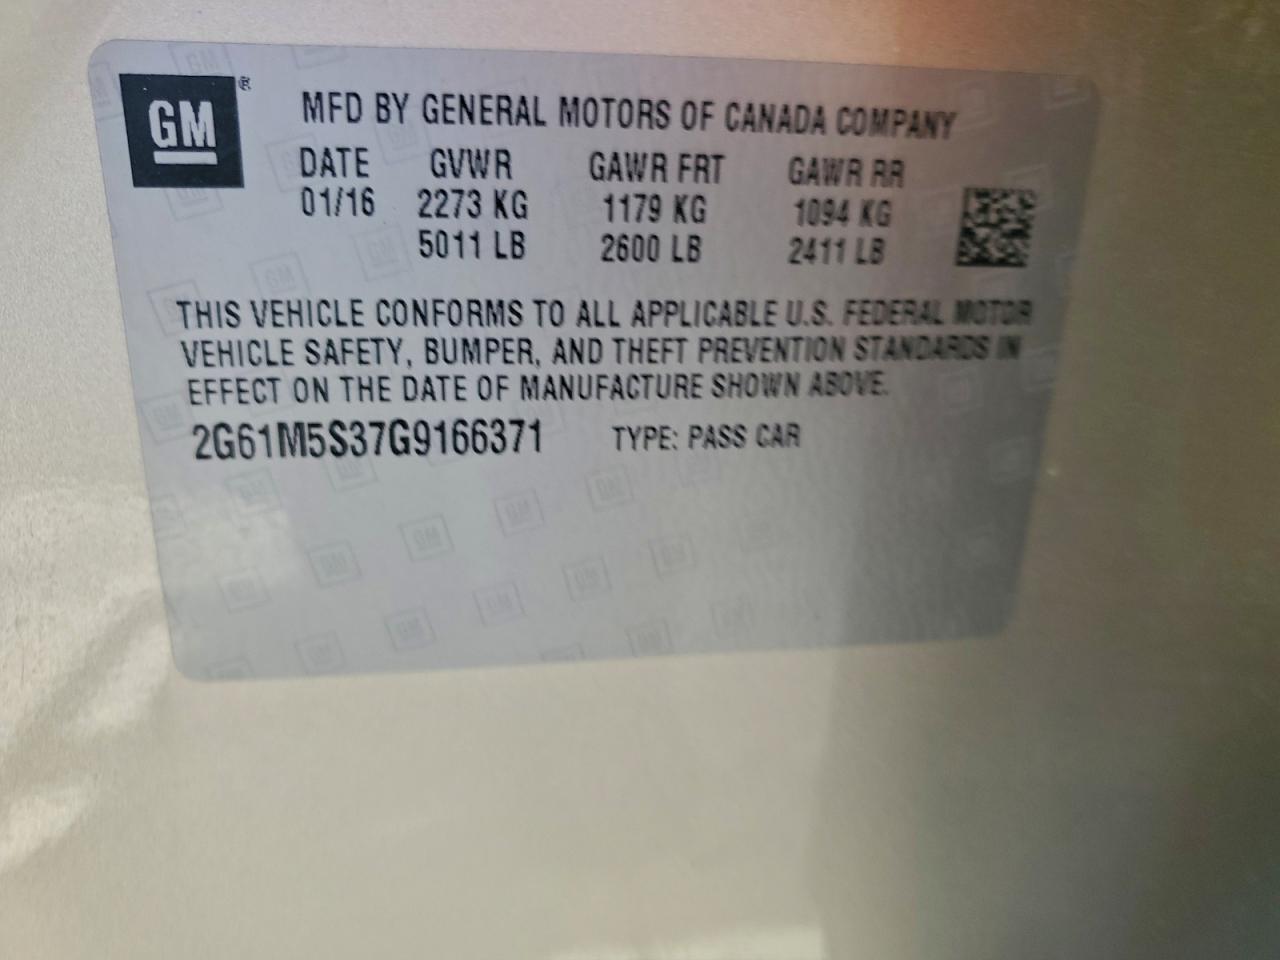 GM®
MFD BY GENERAL MOTORS OF CANADA COMPANY
DATE GVWR GAWR FRT GAWR RR
01/16 2273 KG 1179 KG 1094 KG
5011 LB 2600 LB 2411 LB
THIS VEHICLE CONFORMS TO ALL APPLICABLE U.S. FEDERAL MOTOR
VEHICLE SAFETY, BUMPER, AND THEFT PREVENTION STANDARDS IN
EFFECT ON THE DATE OF MANUFACTURE SHOWN ABOVE.
2G61M5S37G9166371 TYPE: PASS CAR